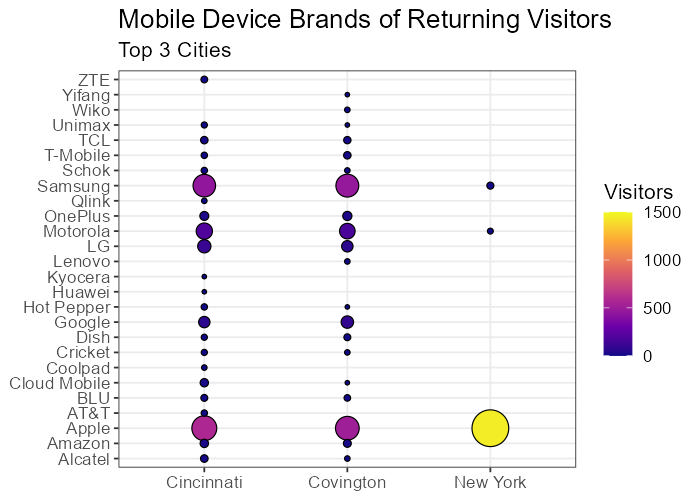 Mobile Device Brands of Returning Visitors
Top 3 Cities
ZTE
Yifang
Wiko
Unimax
TCL
T-Mobile
Schok
Samsung
Qlink
OnePlus
Motorola
LG
Lenovo
Kyocera
Huawei
Hot Pepper
Google
Dish
Cricket
Coolpad
Cloud Mobile
BLU
AT&T
Apple
Amazon
Alcatel
Cincinnati
Covington
New York
Visitors
1500
1000
500
0